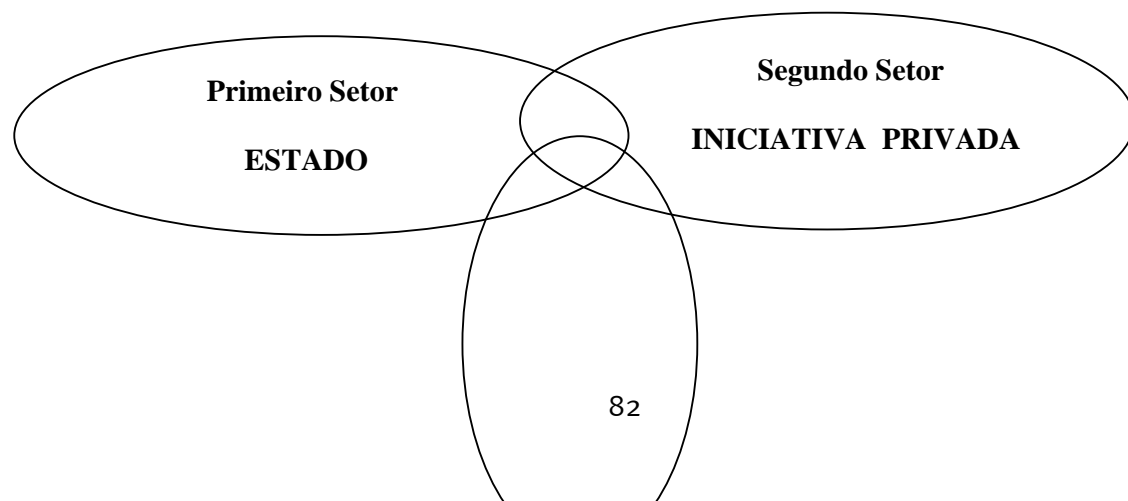 Primeiro Setor
ESTADO
Segundo Setor
INICIATIVA PRIVADA
82